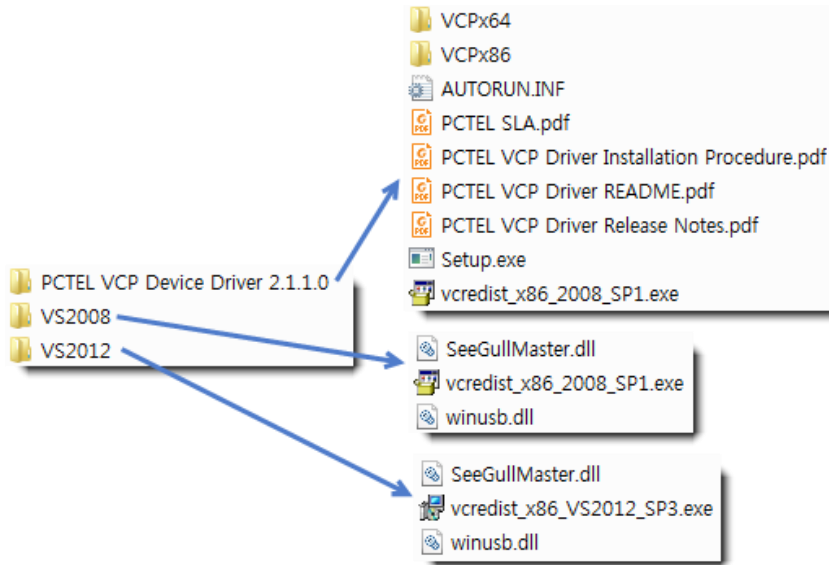 VCPx64
VCPx86
AUTORUN.INF
PCTEL SLA.pdf
PCTEL VCP Driver Installation Procedure.pdf
PCTEL VCP Driver README.pdf
PCTEL VCP Driver Release Notes.pdf
Setup.exe
vcredist_x86_2008_SP1.exe
PCTEL VCP Device Driver 2.1.1.0
VS2008
VS2012
SeeGullMaster.dll
vcredist_x86_2008_SP1.exe
winusb.dll
SeeGullMaster.dll
vcredist_x86_VS2012_SP3.exe
winusb.dll